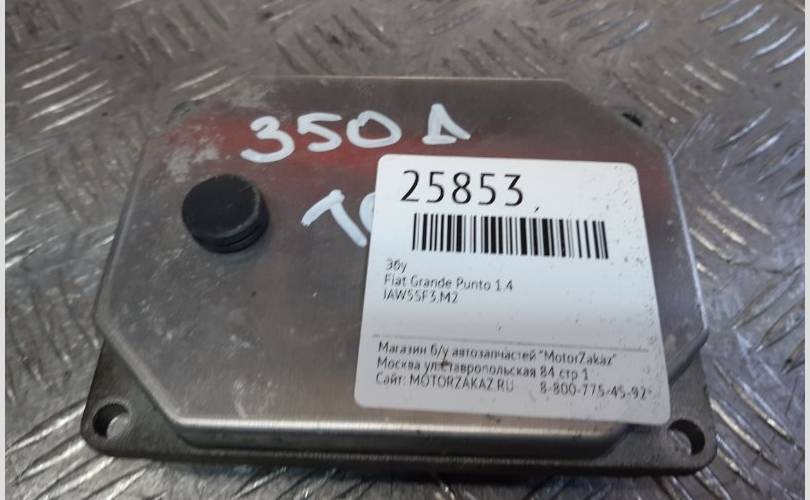 350 Д
25853
Эбу
Fiat Grande Punto 1.4
IAW5SF3.M2
Магазин б/у автозапчастей "MotorZakaz"
Москва ул.Ставропольская 84 стр 1
Сайт: MOTORZAKAZ.RU 8-800-775-45-92